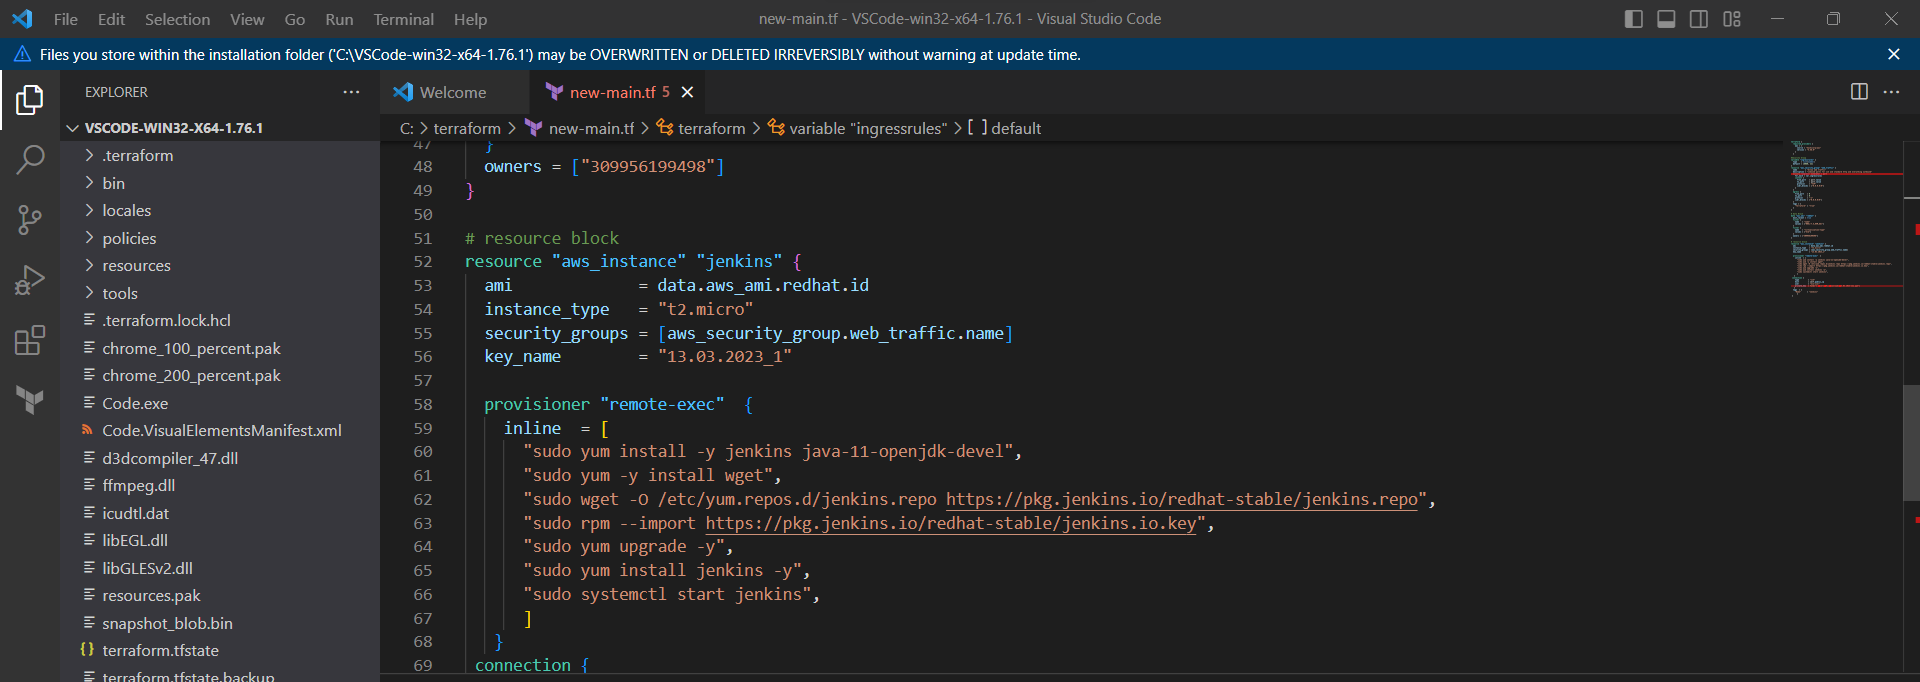 File Edit Selection View Go Run Terminal Help
new-main.tf - VSCode-win32-x64-1.76.1 - Visual Studio Code
Files you store within the installation folder ('C:\VSCode-win32-x64-1.76.1') may be OVERWRITTEN or DELETED IRREVERSIBLY without warning at update time.
EXPLORER
VSCODE-WIN32-X64-1.76.1
.terraform
bin
locales
policies
resources
tools
.terraform.lock.hcl
chrome_100_percent.pak
chrome_200_percent.pak
Code.exe
Code.VisualElementsManifest.xml
d3dcompiler_47.dll
ffmpeg.dll
icudtl.dat
libEGL.dll
libGLESv2.dll
resources.pak
snapshot_blob.bin
terraform.tfstate
terraform.tfstate.backup
Welcome
new-main.tf 5
C: > terraform > new-main.tf > terraform > variable "ingressrules" > [ ] default
47 }
48 owners = ["309956199498"]
49 }
50
51 # resource block
52 resource "aws_instance" "jenkins" {
53 ami = data.aws_ami.redhat.id
54 instance_type = "t2.micro"
55 security_groups = [aws_security_group.web_traffic.name]
56 key_name = "13.03.2023_1"
57
58 provisioner "remote-exec" {
59 inline = [
60 "sudo yum install -y jenkins java-11-openjdk-devel",
61 "sudo yum -y install wget",
62 "sudo wget -O /etc/yum.repos.d/jenkins.repo https://pkg.jenkins.io/redhat-stable/jenkins.repo",
63 "sudo rpm --import https://pkg.jenkins.io/redhat-stable/jenkins.io.key",
64 "sudo yum upgrade -y",
65 "sudo yum install jenkins -y",
66 "sudo systemctl start jenkins",
67 ]
68 }
69 connection {